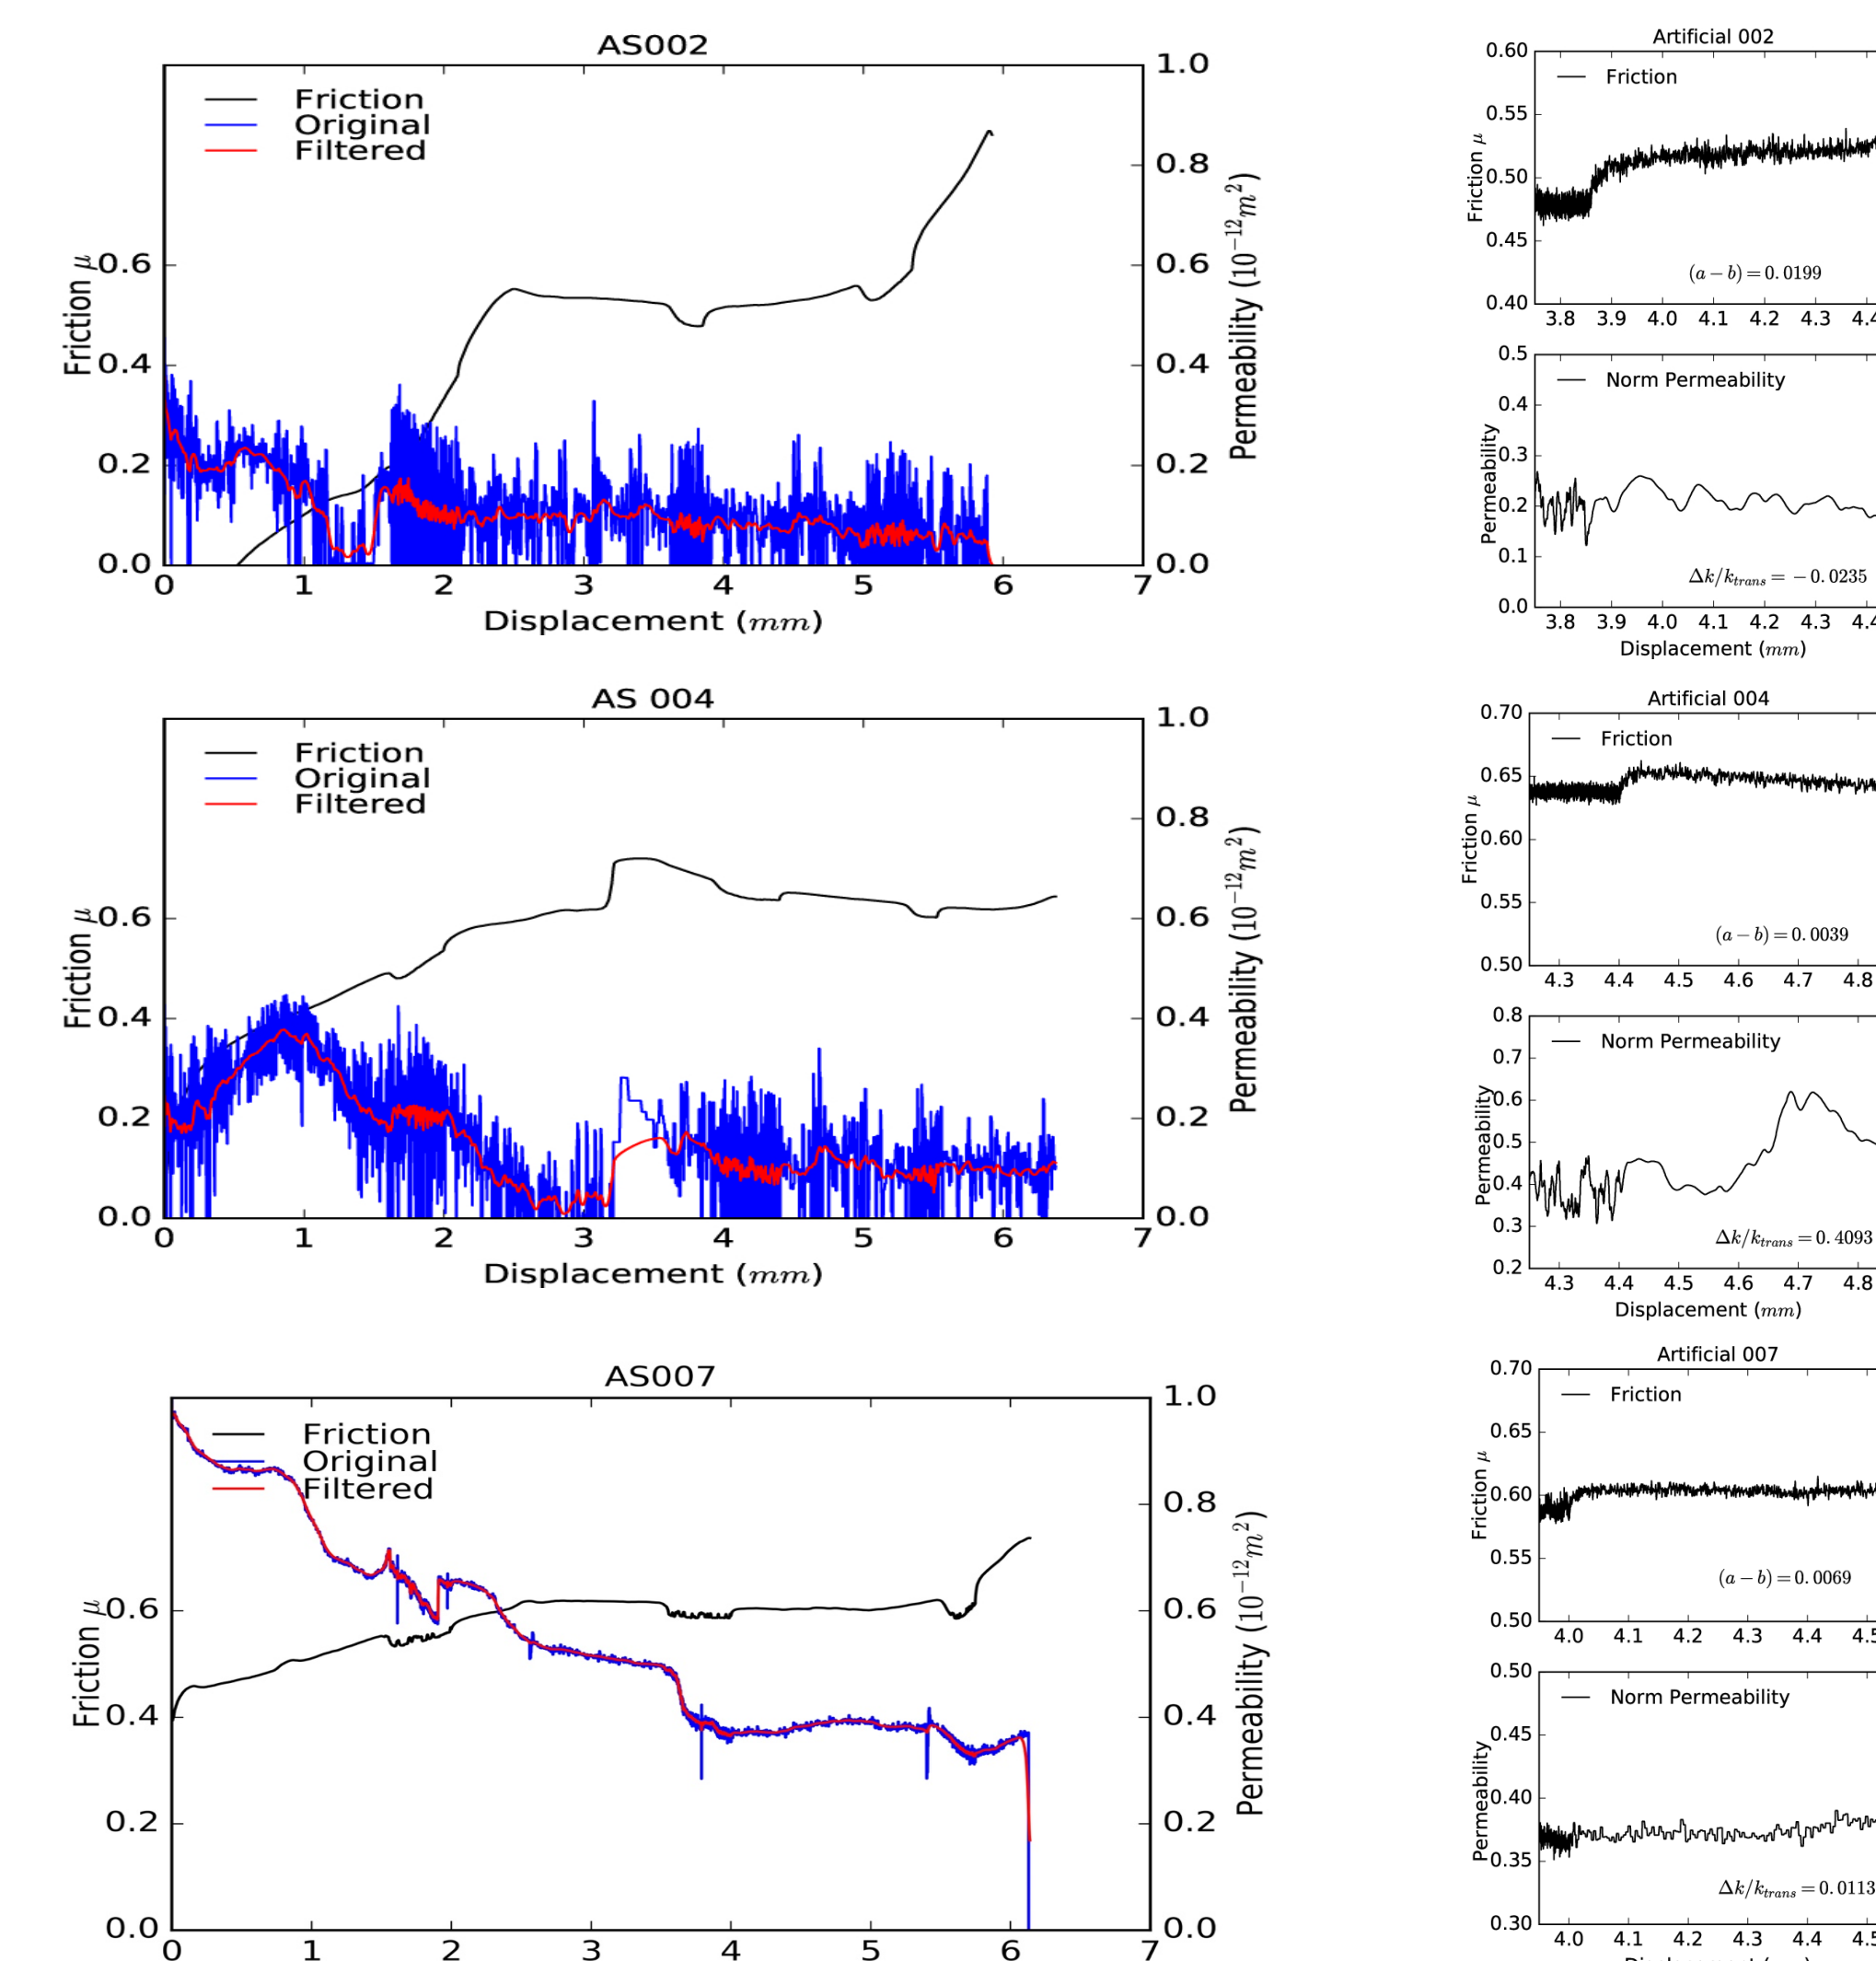 AS002
Friction
Original
Filtered
Friction μ
0.6
0.4
0.2
0.0
1.0
0.8
0.6
0.4
0.2
0.0
Permeability (10⁻¹²m²)
0 1 2 3 4 5 6 7
Displacement (mm)
Artificial 002
Friction
Friction μ
0.60
0.55
0.50
0.45
0.40
(a − b) = 0.0199
3.8 3.9 4.0 4.1 4.2 4.3 4.4
Norm Permeability
Permeability
0.5
0.4
0.3
0.2
0.1
0.0
Δk/k_trans = − 0.0235
3.8 3.9 4.0 4.1 4.2 4.3 4.4
Displacement (mm)
AS 004
Friction
Original
Filtered
Friction μ
0.6
0.4
0.2
0.0
1.0
0.8
0.6
0.4
0.2
0.0
Permeability (10⁻¹²m²)
0 1 2 3 4 5 6 7
Displacement (mm)
Artificial 004
Friction
Friction μ
0.70
0.65
0.60
0.55
0.50
(a − b) = 0.0039
4.3 4.4 4.5 4.6 4.7 4.8
Norm Permeability
Permeability
0.8
0.7
0.6
0.5
0.4
0.3
0.2
Δk/k_trans = 0.4093
4.3 4.4 4.5 4.6 4.7 4.8
Displacement (mm)
AS007
Friction
Original
Filtered
Friction μ
0.6
0.4
0.2
0.0
1.0
0.8
0.6
0.4
0.2
0.0
Permeability (10⁻¹²m²)
0 1 2 3 4 5 6 7
Artificial 007
Friction
Friction μ
0.70
0.65
0.60
0.55
0.50
(a − b) = 0.0069
4.0 4.1 4.2 4.3 4.4 4.5
Norm Permeability
Permeability
0.50
0.45
0.40
0.35
0.30
Δk/k_trans = 0.0113
4.0 4.1 4.2 4.3 4.4 4.5